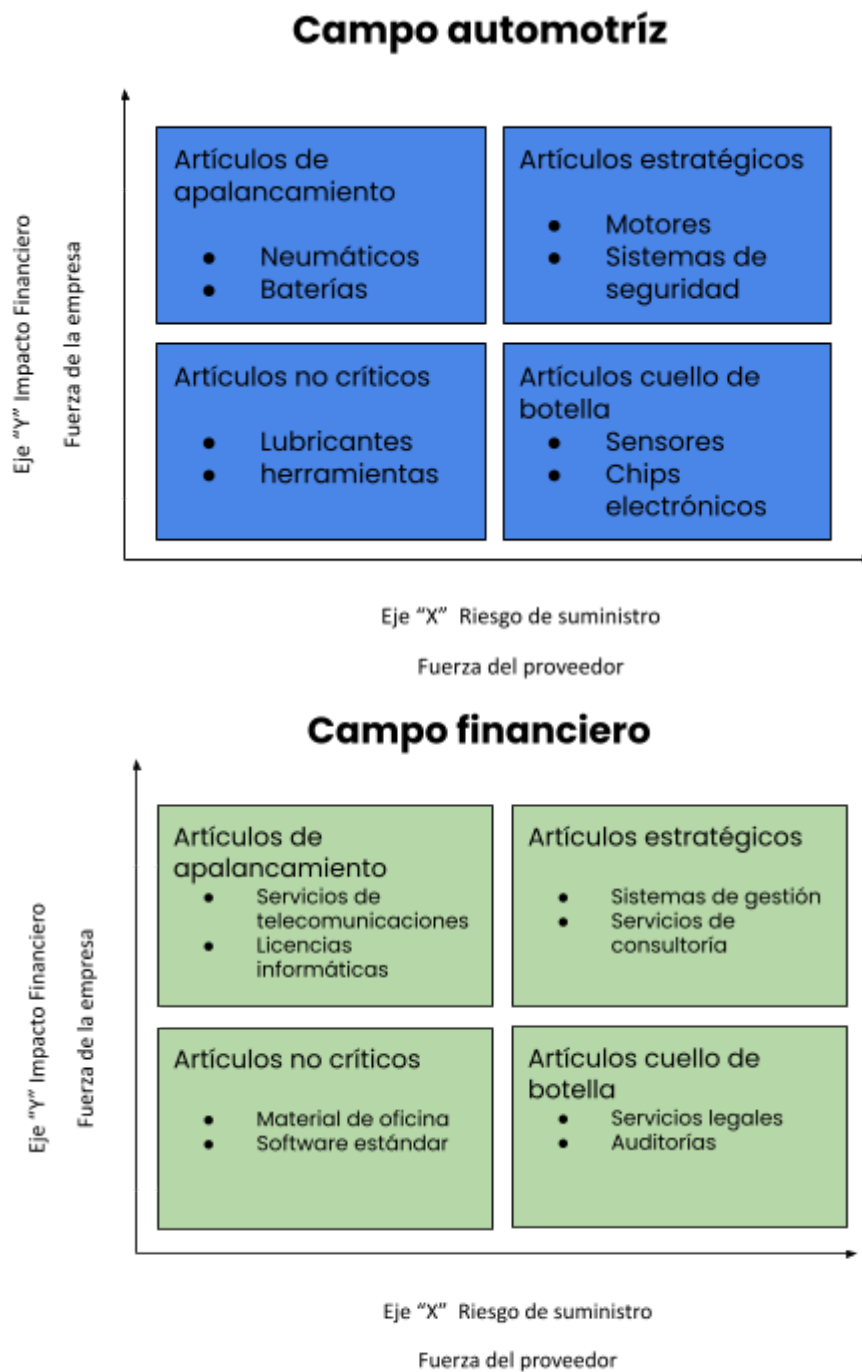 Campo automotríz
Eje “Y” Impacto Financiero
Fuerza de la empresa
Artículos de
apalancamiento
● Neumáticos
● Baterías
Artículos estratégicos
● Motores
● Sistemas de
seguridad
Artículos no críticos
● Lubricantes
● herramientas
Artículos cuello de
botella
● Sensores
● Chips
electrónicos
Eje “X” Riesgo de suministro
Fuerza del proveedor
Campo financiero
Eje “Y” Impacto Financiero
Fuerza de la empresa
Artículos de
apalancamiento
● Servicios de
telecomunicaciones
● Licencias
informáticas
Artículos estratégicos
● Sistemas de gestión
● Servicios de
consultoría
Artículos no críticos
● Material de oficina
● Software estándar
Artículos cuello de
botella
● Servicios legales
● Auditorías
Eje “X” Riesgo de suministro
Fuerza del proveedor